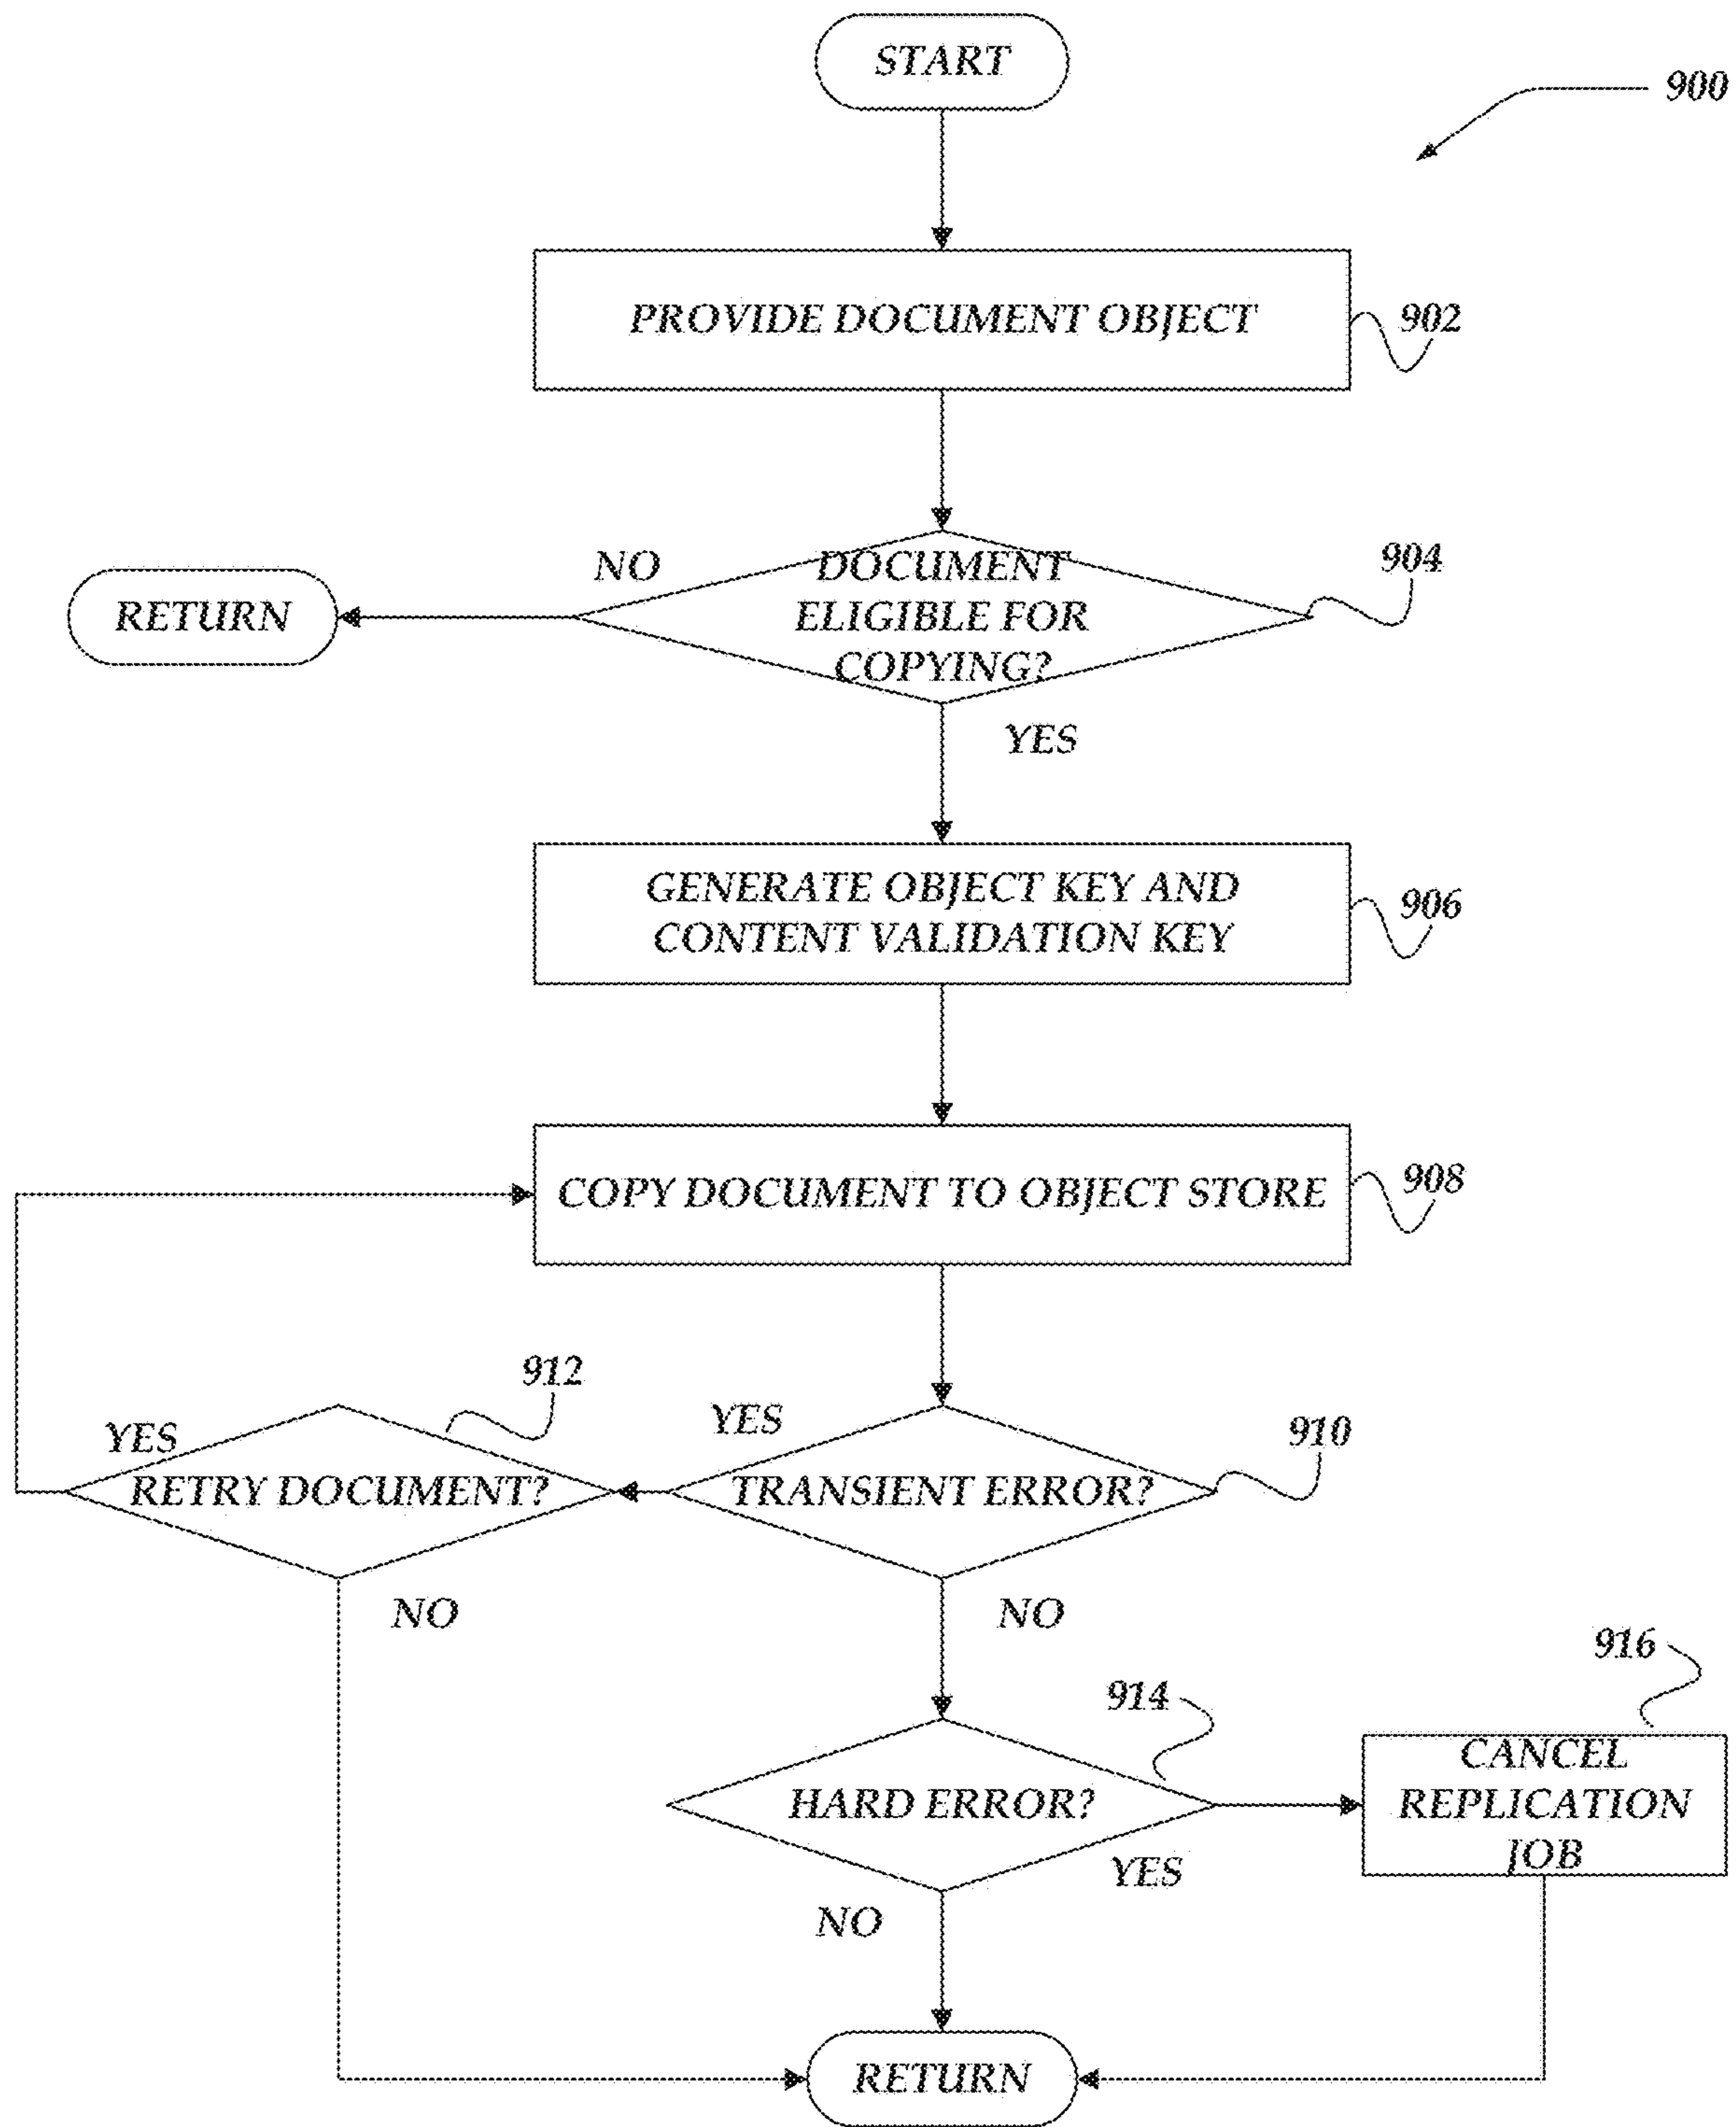 START
900
PROVIDE DOCUMENT OBJECT
902
NO
DOCUMENT
ELIGIBLE FOR
COPYING?
904
RETURN
YES
GENERATE OBJECT KEY AND
CONTENT VALIDATION KEY
906
COPY DOCUMENT TO OBJECT STORE
908
912
YES
RETRY DOCUMENT?
NO
YES
TRANSIENT ERROR?
910
NO
914
HARD ERROR?
YES
NO
916
CANCEL
REPLICATION
JOB
RETURN